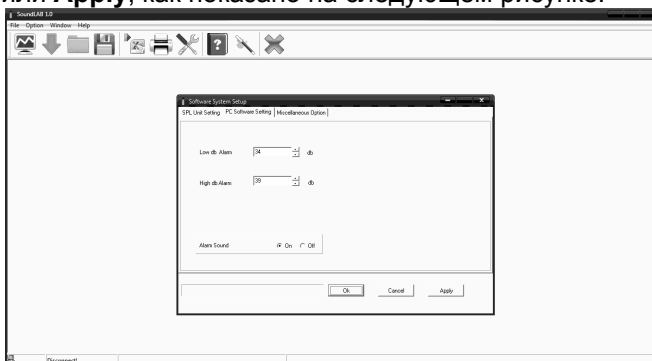 или Apply, как показано на следующем рисунке.
SoundLAB 1.0
File Option Window Help
Software System Setup
SPL Unit Setting PC Software Setting Miscellaneous Option
Low db Alarm 34 db
High db Alarm 39 db
Alarm Sound On Off
Ok Cancel Apply
Disconnect!